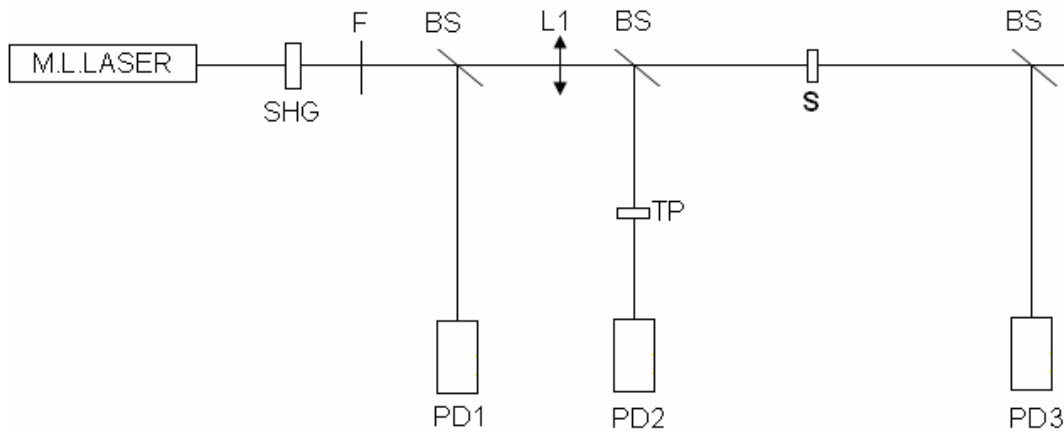 F BS L1 BS BS
M.L.LASER
SHG S
TP
PD1 PD2 PD3